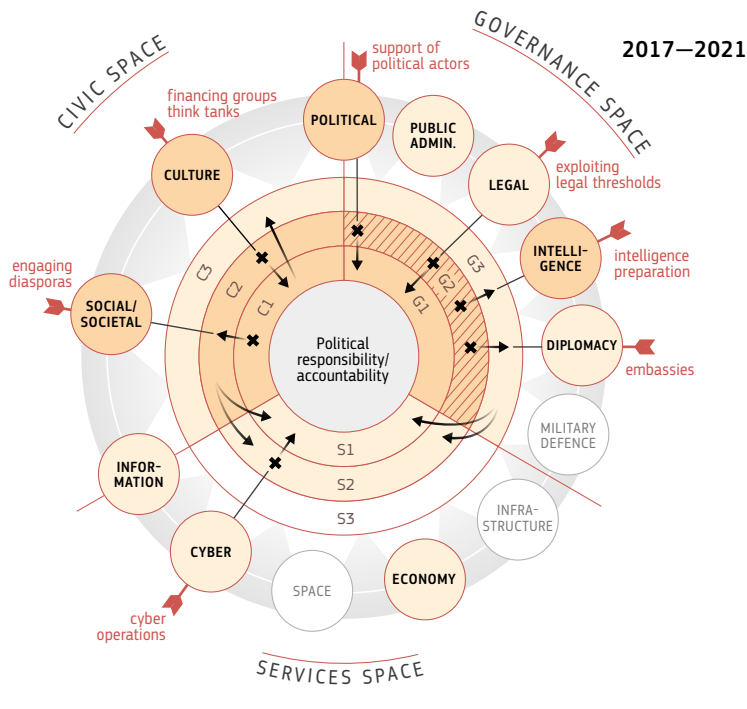 2017—2021
CIVIC SPACE
GOVERNANCE SPACE
support of
political actors
financing groups
think tanks
POLITICAL
PUBLIC
ADMIN.
CULTURE
LEGAL
exploiting
legal thresholds
engaging
diasporas
INTELLI-
GENCE
intelligence
preparation
SOCIAL/
SOCIETAL
C3
C2
C1
G3
G2
G1
Political
responsibility/
accountability
DIPLOMACY
embassies
MILITARY
DEFENCE
S1
S2
S3
INFOR-
MATION
INFRA-
STRUCTURE
CYBER
SPACE
ECONOMY
cyber
operations
SERVICES SPACE